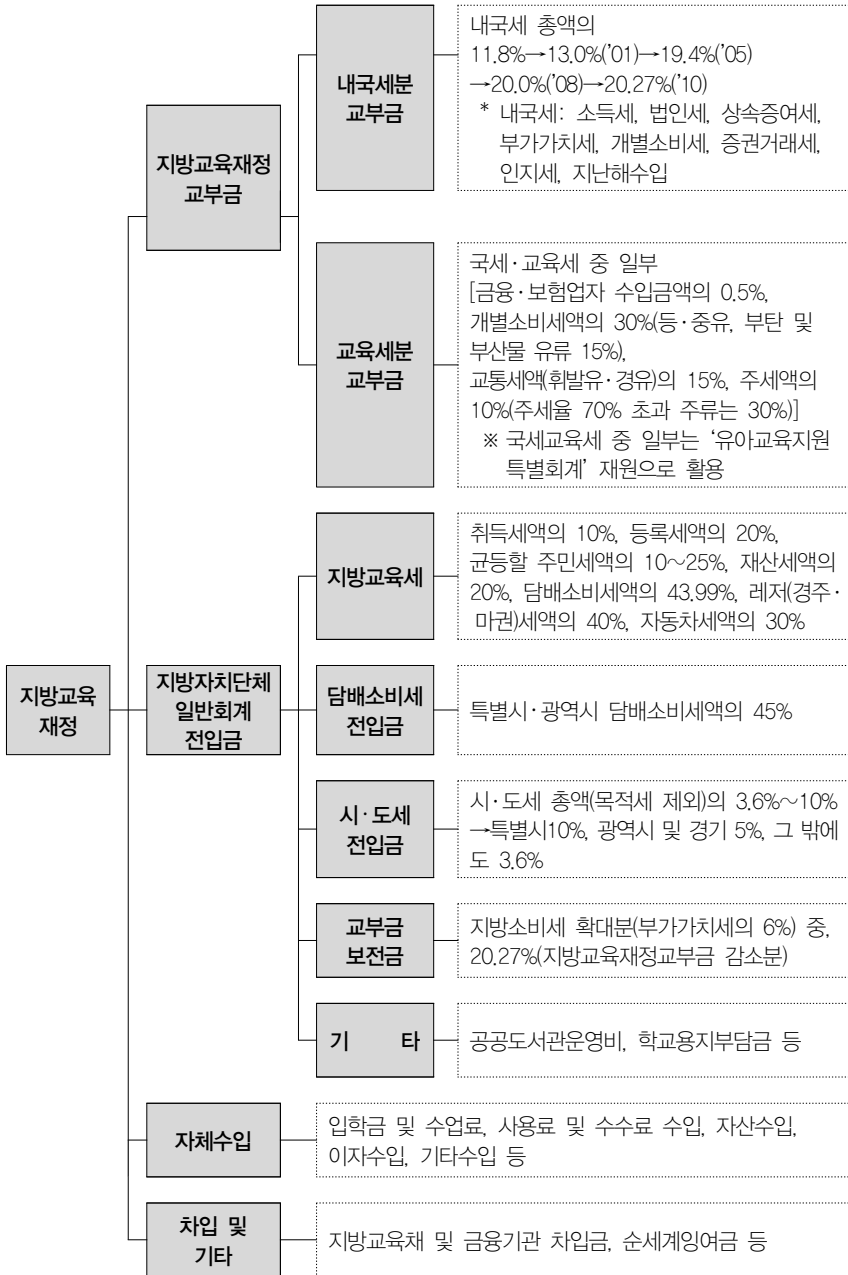 지방교육
재정
지방교육재정
교부금
내국세분
교부금
내국세 총액의
11.8%→13.0%('01)→19.4%('05)
→20.0%('08)→20.27%('10)
* 내국세: 소득세, 법인세, 상속증여세,
부가가치세, 개별소비세, 증권거래세,
인지세, 지난해수입
교육세분
교부금
국세·교육세 중 일부
[금융·보험업자 수입금액의 0.5%,
개별소비세액의 30%(등·중유, 부탄 및
부산물 유류 15%),
교통세액(휘발유·경유)의 15%, 주세액의
10%(주세율 70% 초과 주류는 30%)]
※ 국세교육세 중 일부는 '유아교육지원
특별회계' 재원으로 활용
지방자치단체
일반회계
전입금
지방교육세
취득세액의 10%, 등록세액의 20%,
균등할 주민세액의 10~25%, 재산세액의
20%, 담배소비세액의 43.99%, 레저(경주·
마권)세액의 40%, 자동차세액의 30%
담배소비세
전입금
특별시·광역시 담배소비세액의 45%
시·도세
전입금
시·도세 총액(목적세 제외)의 3.6%~10%
→특별시10%, 광역시 및 경기 5%, 그 밖에
도 3.6%
교부금
보전금
지방소비세 확대분(부가가치세의 6%) 중,
20.27%(지방교육재정교부금 감소분)
기 타
공공도서관운영비, 학교용지부담금 등
자체수입
입학금 및 수업료, 사용료 및 수수료 수입, 자산수입,
이자수입, 기타수입 등
차입 및
기타
지방교육채 및 금융기관 차입금, 순세계잉여금 등